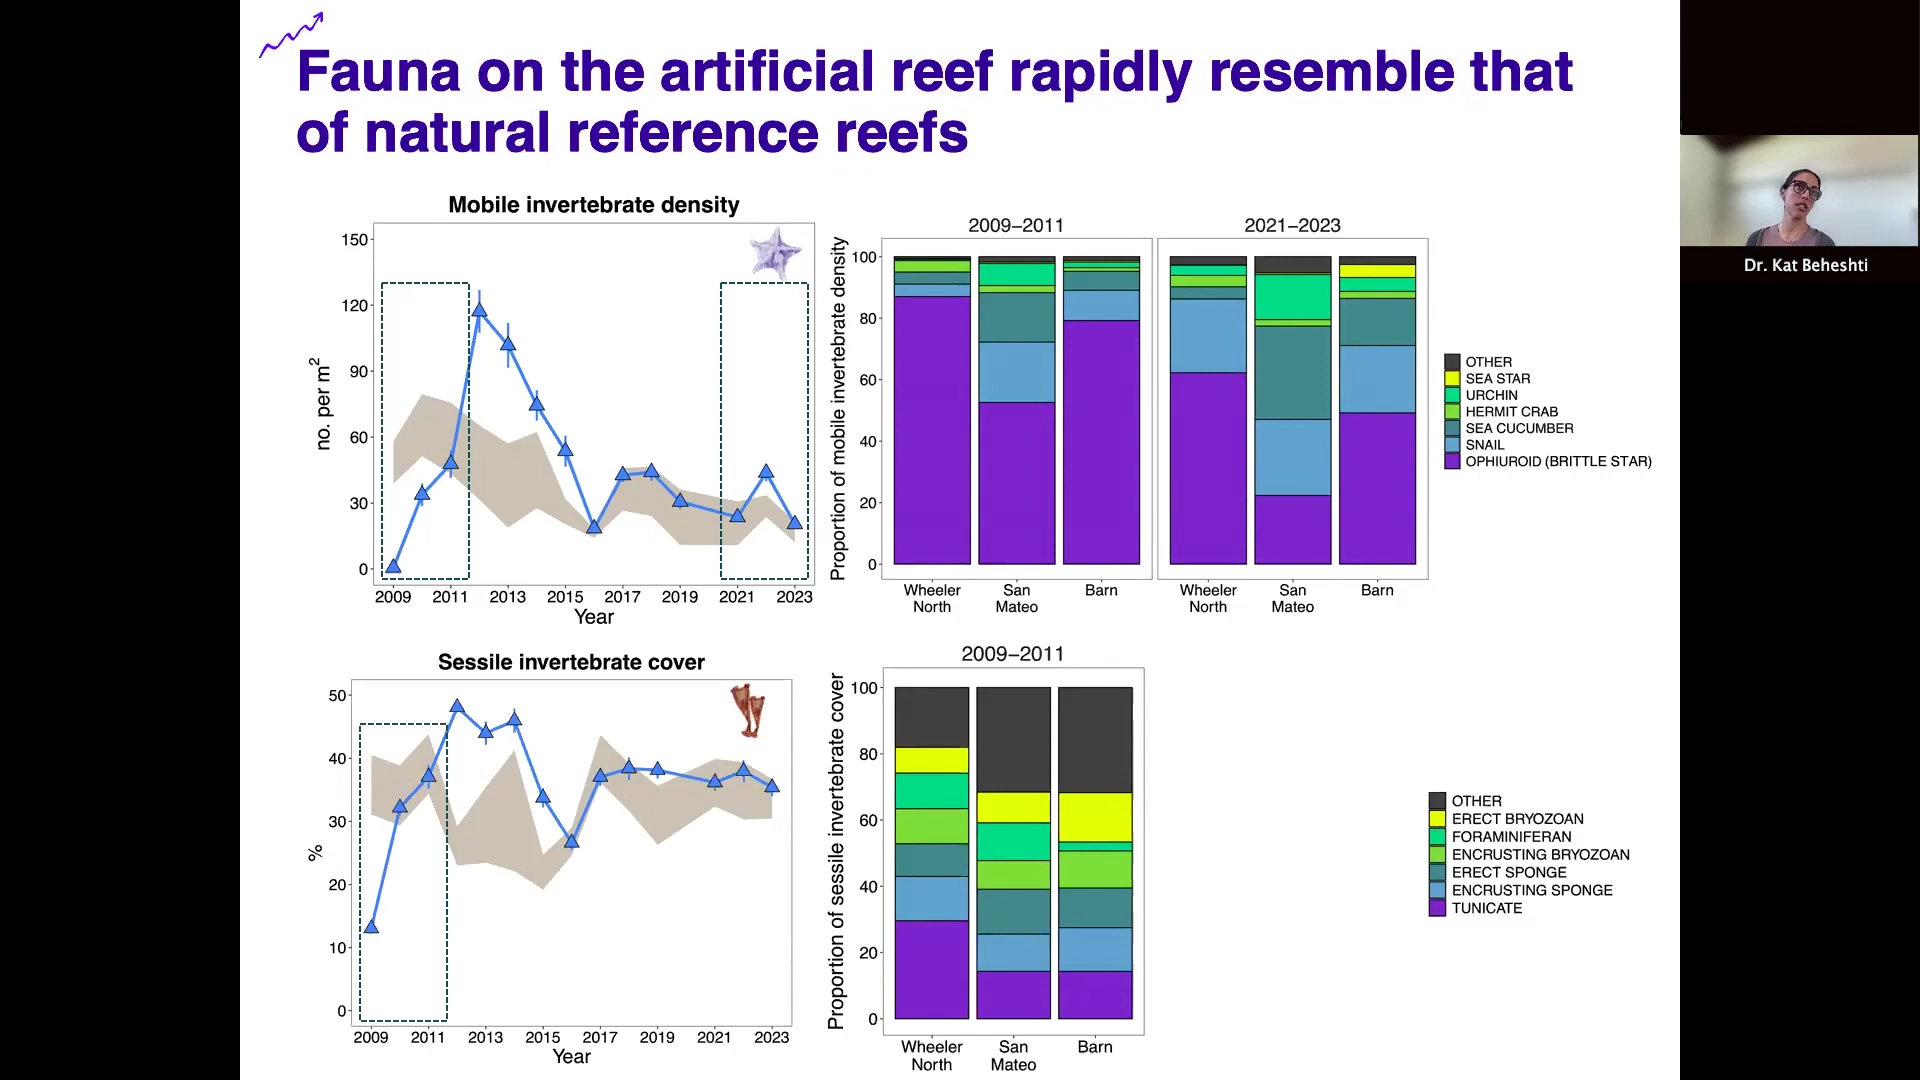 Fauna on the artificial reef rapidly resemble that
of natural reference reefs
Dr. Kat Beheshti
Mobile invertebrate density
no. per m2
150
120
90
60
30
0
2009 2011 2013 2015 2017 2019 2021 2023
Year
2009–2011
2021–2023
Proportion of mobile invertebrate density
100
80
60
40
20
0
Wheeler North
San Mateo
Barn
Wheeler North
San Mateo
Barn
OTHER
SEA STAR
URCHIN
HERMIT CRAB
SEA CUCUMBER
SNAIL
OPHIUROID (BRITTLE STAR)
Sessile invertebrate cover
%
50
40
30
20
10
0
2009 2011 2013 2015 2017 2019 2021 2023
Year
2009–2011
Proportion of sessile invertebrate cover
100
80
60
40
20
0
Wheeler North
San Mateo
Barn
OTHER
ERECT BRYOZOAN
FORAMINIFERAN
ENCRUSTING BRYOZOAN
ERECT SPONGE
ENCRUSTING SPONGE
TUNICATE